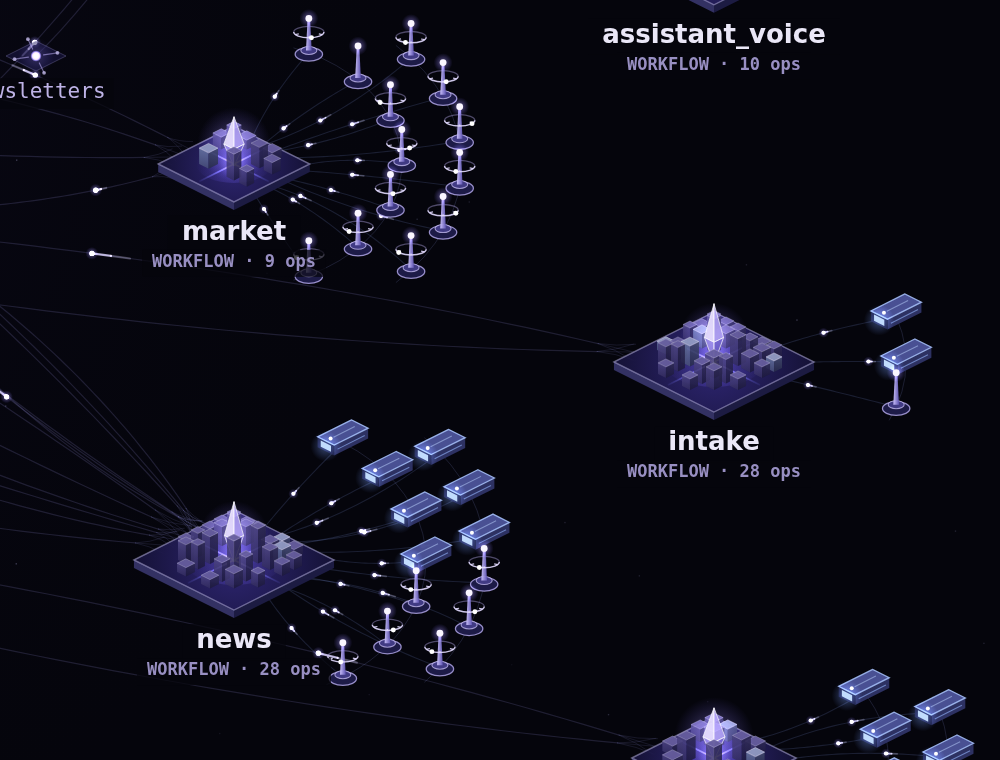 assistant_voice
WORKFLOW · 10 ops
wsletters
market
WORKFLOW · 9 ops
intake
WORKFLOW · 28 ops
news
WORKFLOW · 28 ops